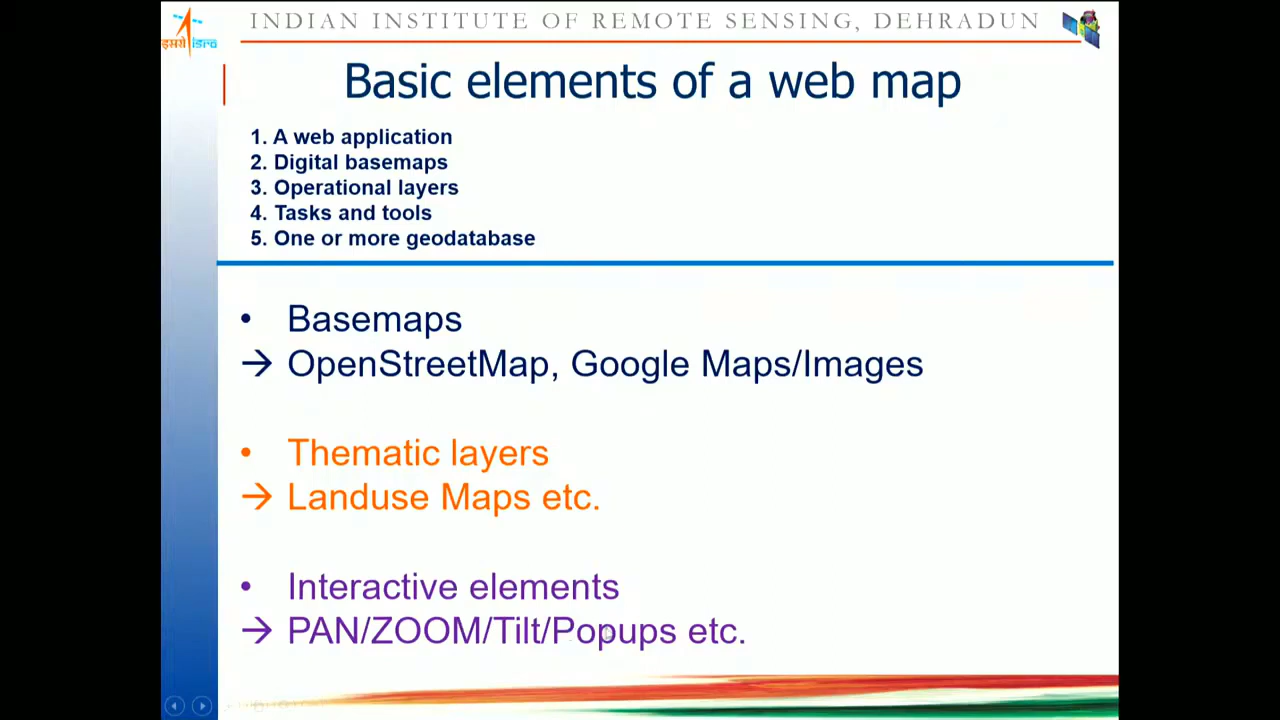 इसरो isro
INDIAN INSTITUTE OF REMOTE SENSING, DEHRADUN
Basic elements of a web map
1. A web application
2. Digital basemaps
3. Operational layers
4. Tasks and tools
5. One or more geodatabase
• Basemaps
→ OpenStreetMap, Google Maps/Images
• Thematic layers
→ Landuse Maps etc.
• Interactive elements
→ PAN/ZOOM/Tilt/Popups etc.